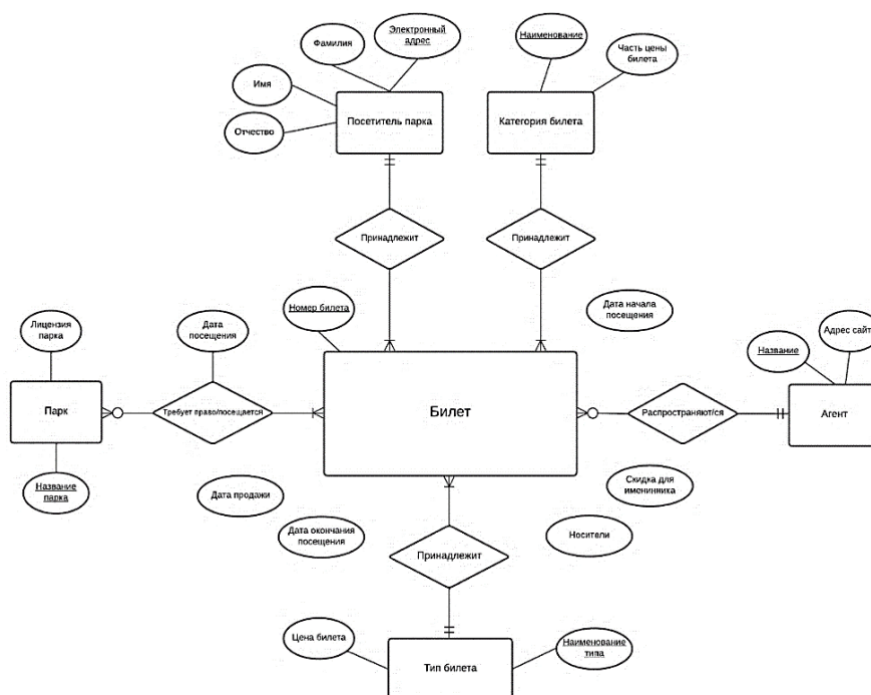 Электронный
адрес
Фамилия
Наименование
Часть цены
билета
Имя
Отчество
Посетитель парка
Категория билета
Принадлежит
Принадлежит
Номер билета
Дата начала
посещения
Лицензия
парка
Дата
посещения
Название
Адрес сайт
Парк
Требует право/посещается
Билет
Распространяют/ся
Агент
Название
парка
Дата продажи
Скидка для
именинника
Дата окончания
посещения
Носители
Принадлежит
Цена билета
Тип билета
Наименование
типа